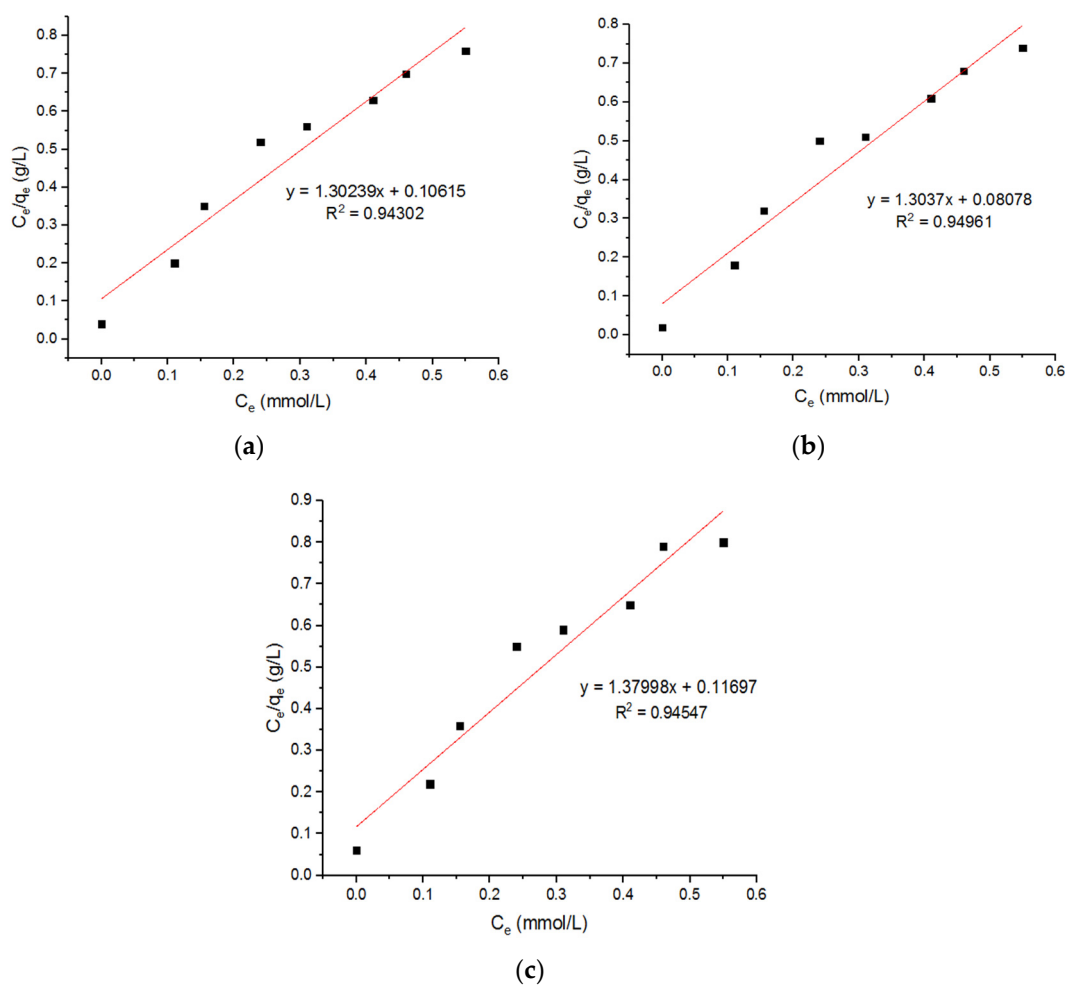 0.8
0.7
0.6
0.5
0.4
0.3
0.2
0.1
0.0
Cₑ/qₑ (g/L)
y = 1.30239x + 0.10615
R² = 0.94302
0.0 0.1 0.2 0.3 0.4 0.5 0.6
Cₑ (mmol/L)
(a)
0.8
0.7
0.6
0.5
0.4
0.3
0.2
0.1
0.0
Cₑ/qₑ (g/L)
y = 1.3037x + 0.08078
R² = 0.94961
0.0 0.1 0.2 0.3 0.4 0.5 0.6
Cₑ (mmol/L)
(b)
0.9
0.8
0.7
0.6
0.5
0.4
0.3
0.2
0.1
0.0
Cₑ/qₑ (g/L)
y = 1.37998x + 0.11697
R² = 0.94547
0.0 0.1 0.2 0.3 0.4 0.5 0.6
Cₑ (mmol/L)
(c)